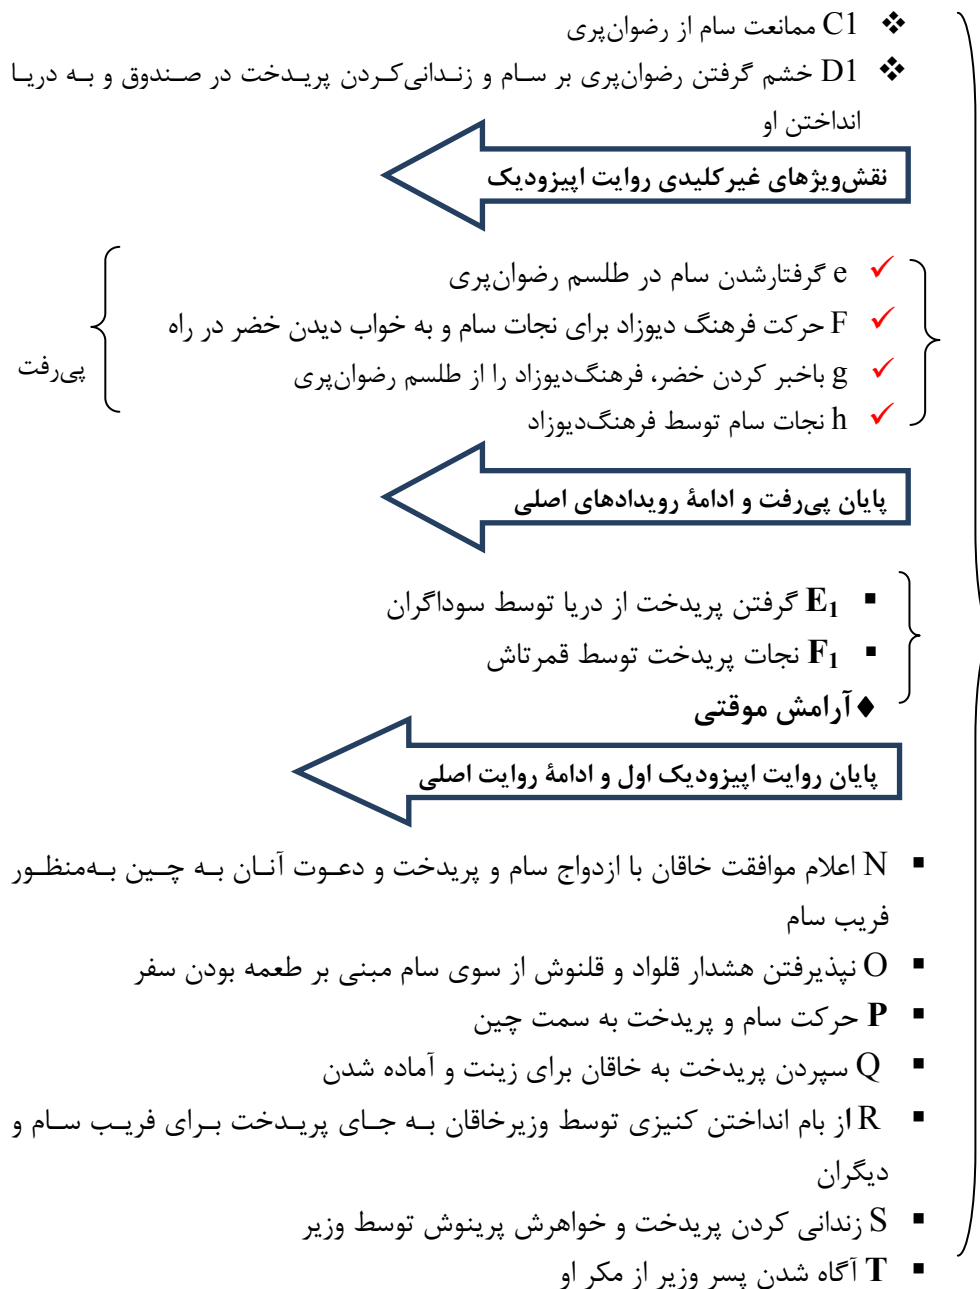 ❖ C1 ممانعت سام از رضوان‌پری
❖ D1 خشم گرفتن رضوان‌پری بر سام و زندانی‌کردن پریدخت در صندوق و به دریا
انداختن او
نقش‌ویژهای غیرکلیدی روایت اپیزودیک
✓ e گرفتارشدن سام در طلسم رضوان‌پری
✓ F حرکت فرهنگ دیوزاد برای نجات سام و به خواب دیدن خضر در راه
✓ g باخبر کردن خضر، فرهنگ‌دیوزاد را از طلسم رضوان‌پری
پی‌رفت
✓ h نجات سام توسط فرهنگ‌دیوزاد
پایان پی‌رفت و ادامۀ رویدادهای اصلی
▪ E₁ گرفتن پریدخت از دریا توسط سوداگران
▪ F₁ نجات پریدخت توسط قمرتاش
♦آرامش موقتی
پایان روایت اپیزودیک اول و ادامۀ روایت اصلی
▪ N اعلام موافقت خاقان با ازدواج سام و پریدخت و دعوت آنان به چین به‌منظور
فریب سام
▪ O نپذیرفتن هشدار قلواد و قلنوش از سوی سام مبنی بر طعمه بودن سفر
▪ P حرکت سام و پریدخت به سمت چین
▪ Q سپردن پریدخت به خاقان برای زینت و آماده شدن
▪ R از بام انداختن کنیزی توسط وزیرخاقان به جای پریدخت برای فریب سام و
دیگران
▪ S زندانی کردن پریدخت و خواهرش پرینوش توسط وزیر
▪ T آگاه شدن پسر وزیر از مکر او